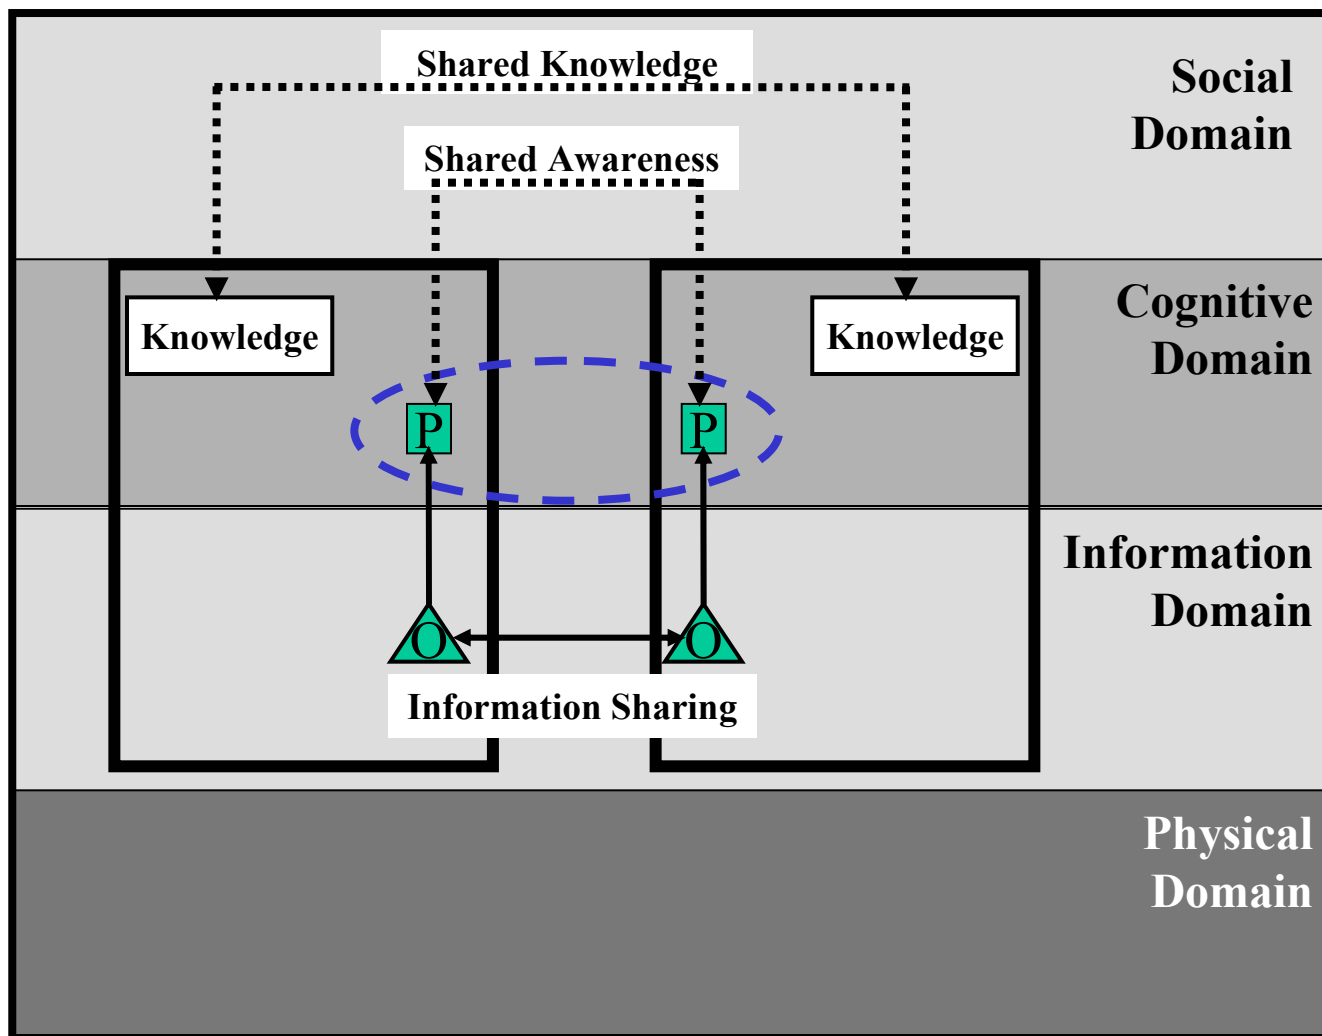 Shared Knowledge
Social
Domain
Shared Awareness
Cognitive
Domain
Knowledge
Knowledge
P
P
Information
Domain
O
O
Information Sharing
Physical
Domain